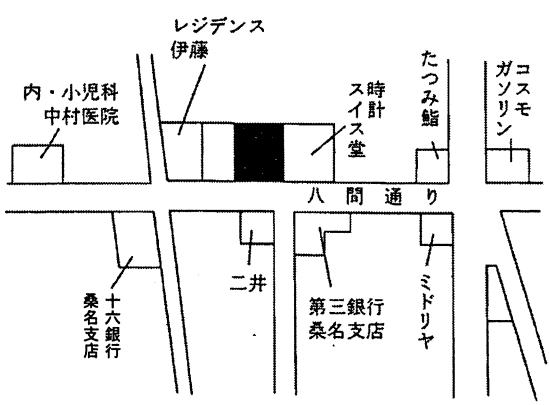 レジデンス
伊藤
内・小児科
中村医院
時計
スイス堂
たつみ鮨
コスモ
ガソリン
八間通り
二井
第三銀行
桑名支店
ミドリヤ
十六銀行
桑名支店